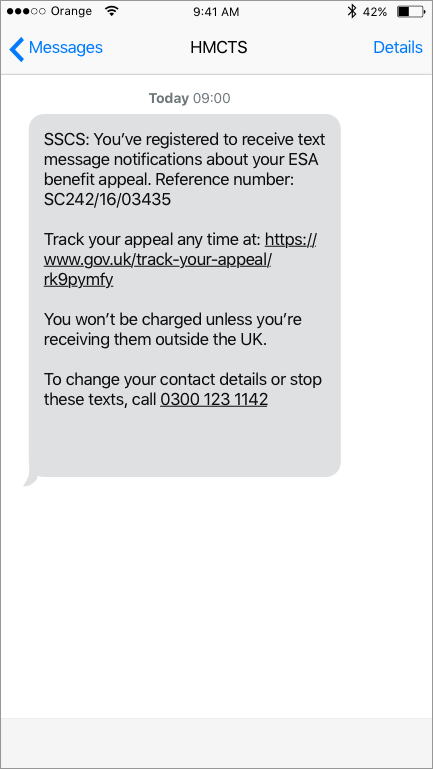 Orange 9:41 AM 42%
Messages HMCTS Details
Today 09:00
SSCS: You've registered to receive text
message notifications about your ESA
benefit appeal. Reference number:
SC242/16/03435
Track your appeal any time at: https://
www.gov.uk/track-your-appeal/
rk9pymfy
You won't be charged unless you're
receiving them outside the UK.
To change your contact details or stop
these texts, call 0300 123 1142